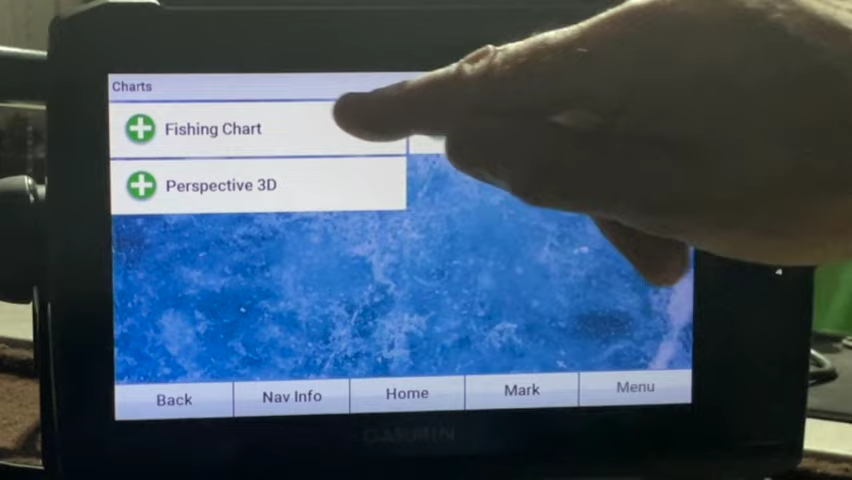 Charts
Fishing Chart
Perspective 3D
Back
Nav Info
Home
Mark
Menu
GARMIN